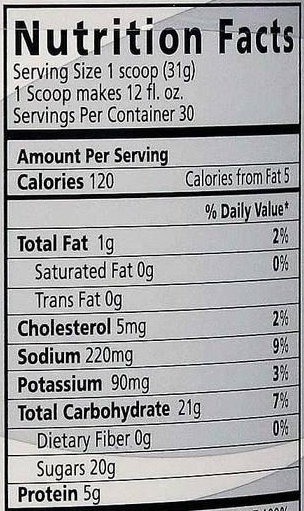 Nutrition Facts
Serving Size 1 scoop (31g)
1 Scoop makes 12 fl. oz.
Servings Per Container 30
Amount Per Serving
Calories 120 Calories from Fat 5
% Daily Value*
Total Fat 1g 2%
Saturated Fat 0g 0%
Trans Fat 0g
Cholesterol 5mg 2%
Sodium 220mg 9%
Potassium 90mg 3%
Total Carbohydrate 21g 7%
Dietary Fiber 0g 0%
Sugars 20g
Protein 5g